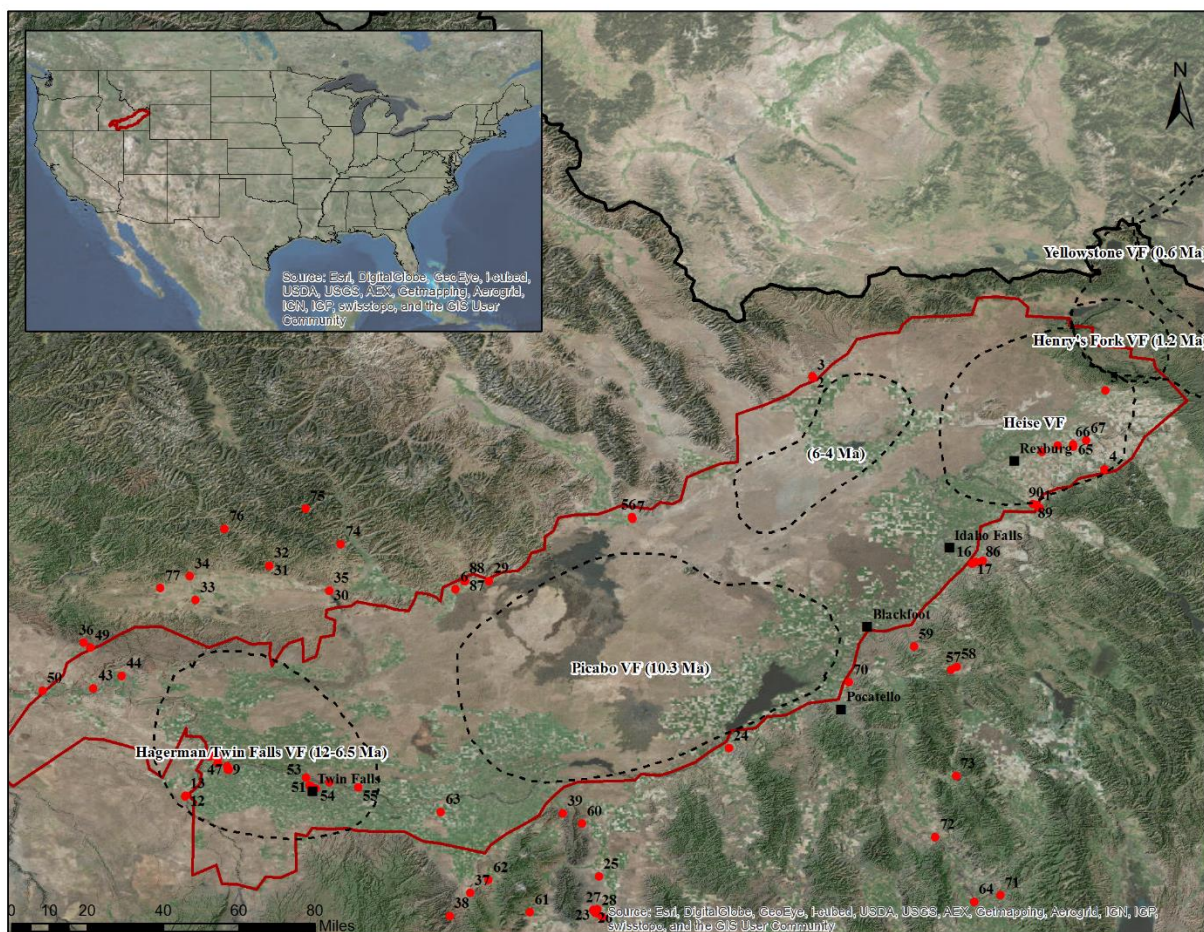 Source: Esri, DigitalGlobe, GeoEye, i-cubed,
USDA, USGS, AEX, Getmapping, Aerogrid,
IGN, IGP, swisstopo, and the GIS User
Community
N
Yellowstone VF (0.6 Ma)
Henry's Fork VF (1.2 Ma)
3
2
Heise VF
66 67
65
Rexburg
4
(6-4 Ma)
90
89
567
Idaho Falls
16 86
17
75
76
74
32
31
34
77
33
35
30
88 29
6
87
Blackfoot
59
57 58
36
49
44
43
50
Picabo VF (10.3 Ma)
70
Pocatello
24
Hagerman/Twin Falls VF (12-6.5 Ma)
47 9
13
12
53
Twin Falls
51 54
55
63
39
60
73
72
62
37
38
61
25
27 28
23
64 71
0 10 20 40 60 80
Miles
Source: Esri, DigitalGlobe, GeoEye, i-cubed, USDA, USGS, AEX, Getmapping, Aerogrid, IGN, IGP,
swisstopo, and the GIS User Community